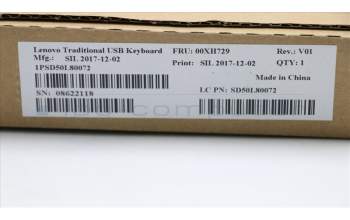 Lenovo Traditional USB Keyboard FRU: 00XH729 Rev.: V01
Mfg.: SIL 2017-12-02 Print: SIL 2017-12-02 QTY: 1
1PSD50L80072 Made in China
SN: 08622118 LC PN: SD50L80072